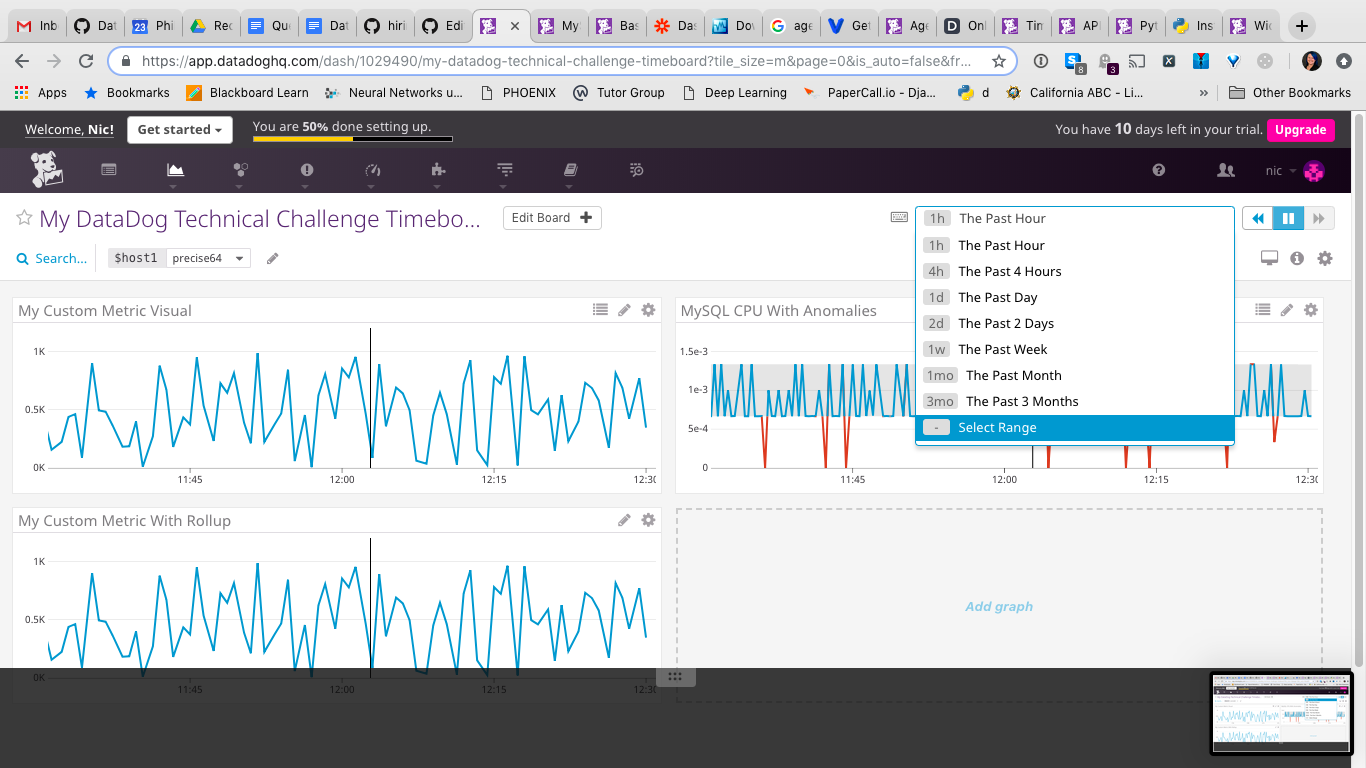 Inb
Dat
23
Phi
Rec
Que
Dat
hiri
Edi
My
Bas
Das
Dov
age
Get
Age
Onl
Tin
API
Pyt
Ins
Wic
https://app.datadoghq.com/dash/1029490/my-datadog-technical-challenge-timeboard?tile_size=m&page=0&is_auto=false&fr...
8
3
Apps
Bookmarks
Blackboard Learn
Neural Networks u...
PHOENIX
Tutor Group
Deep Learning
PaperCall.io - Dja...
d
California ABC - Li...
»
Other Bookmarks
Welcome, Nic!
Get started
You are 50% done setting up.
You have 10 days left in your trial.
Upgrade
nic
My DataDog Technical Challenge Timebo...
Edit Board
1h The Past Hour
1h The Past Hour
4h The Past 4 Hours
1d The Past Day
2d The Past 2 Days
1w The Past Week
1mo The Past Month
3mo The Past 3 Months
- Select Range
Search...
$host1 precise64
My Custom Metric Visual
1K
0.5K
0K
11:45 12:00 12:15 12:30
MySQL CPU With Anomalies
1.5e-3
1e-3
5e-4
0
11:45 12:00 12:15 12:30
My Custom Metric With Rollup
1K
0.5K
0K
11:45 12:00 12:15 12:30
Add graph